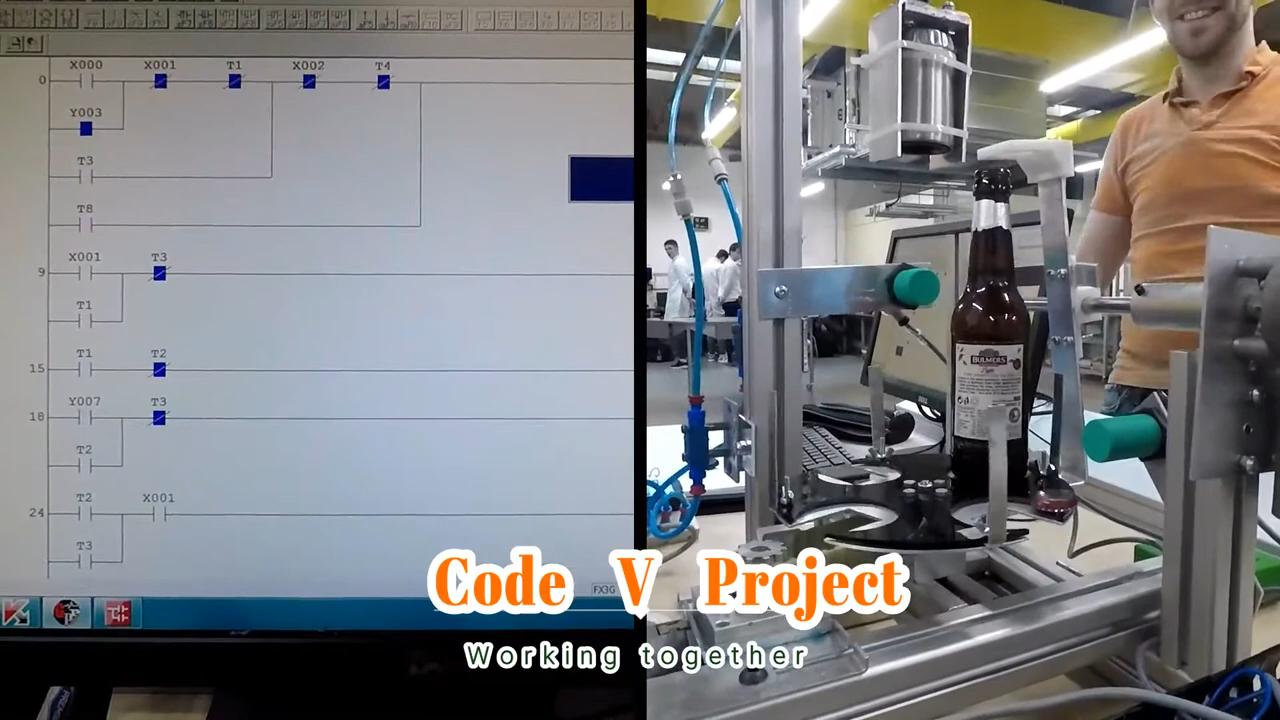 X000 X001 T1 X002 T4
0
Y003
T3
T8
X001 T3
9
T1
T1 T2
15
Y007 T3
18
T2
T2 X001
24
T3
FX3G
BULMERS
Code V Project
Working together